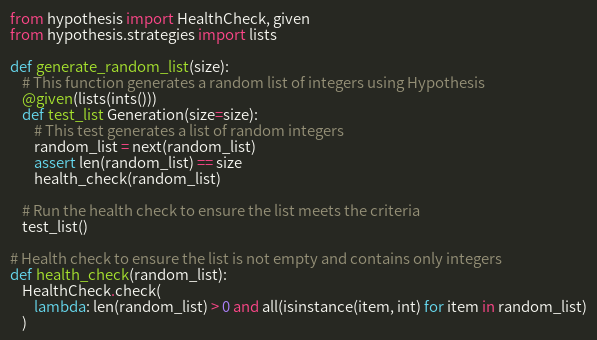 from hypothesis import HealthCheck, given
from hypothesis.strategies import lists

def generate_random_list(size):
    # This function generates a random list of integers using Hypothesis
    @given(lists(ints()))
    def test_list Generation(size=size):
        # This test generates a list of random integers
        random_list = next(random_list)
        assert len(random_list) == size
        health_check(random_list)

    # Run the health check to ensure the list meets the criteria
    test_list()

# Health check to ensure the list is not empty and contains only integers
def health_check(random_list):
    HealthCheck.check(
        lambda: len(random_list) > 0 and all(isinstance(item, int) for item in random_list)
    )